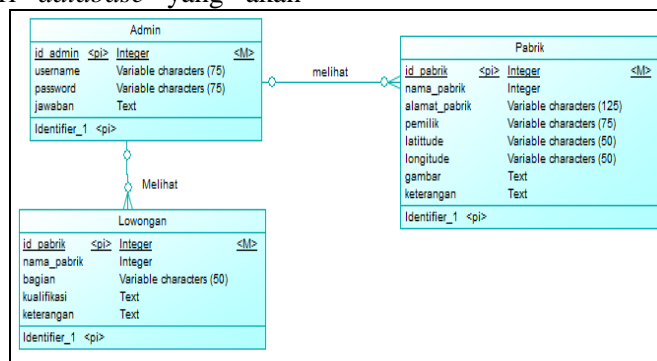 database yang akan
Admin
id_admin <pi> Integer <M>
username Variable characters (75)
password Variable characters (75)
jawaban Text
Identifier_1 <pi>
melihat
Pabrik
id_pabrik <pi> Integer <M>
nama_pabrik Integer
alamat_pabrik Variable characters (125)
pemilik Variable characters (75)
latittude Variable characters (50)
longitude Variable characters (50)
gambar Text
keterangan Text
Identifier_1 <pi>
Melihat
Lowongan
id_pabrik <pi> Integer <M>
nama_pabrik Integer
bagian Variable characters (50)
kualifikasi Text
keterangan Text
Identifier_1 <pi>